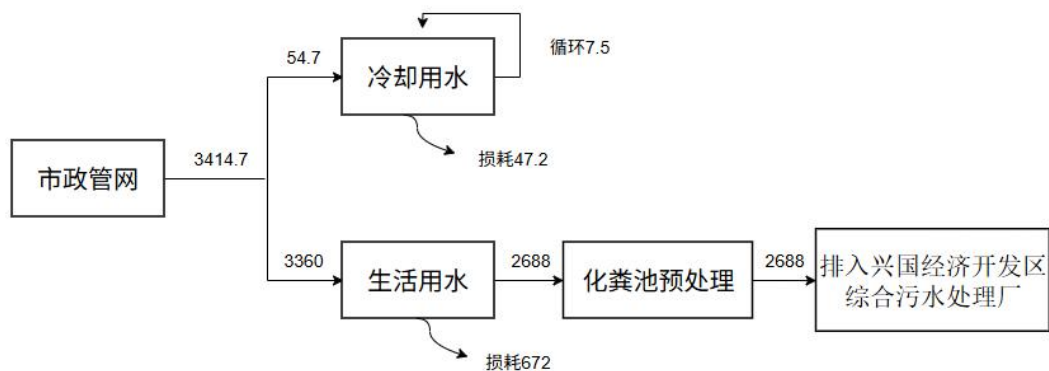 54.7
冷却用水
循环7.5
损耗47.2
市政管网
3414.7
3360
生活用水
2688
化粪池预处理
2688
排入兴国经济开发区
综合污水处理厂
损耗672